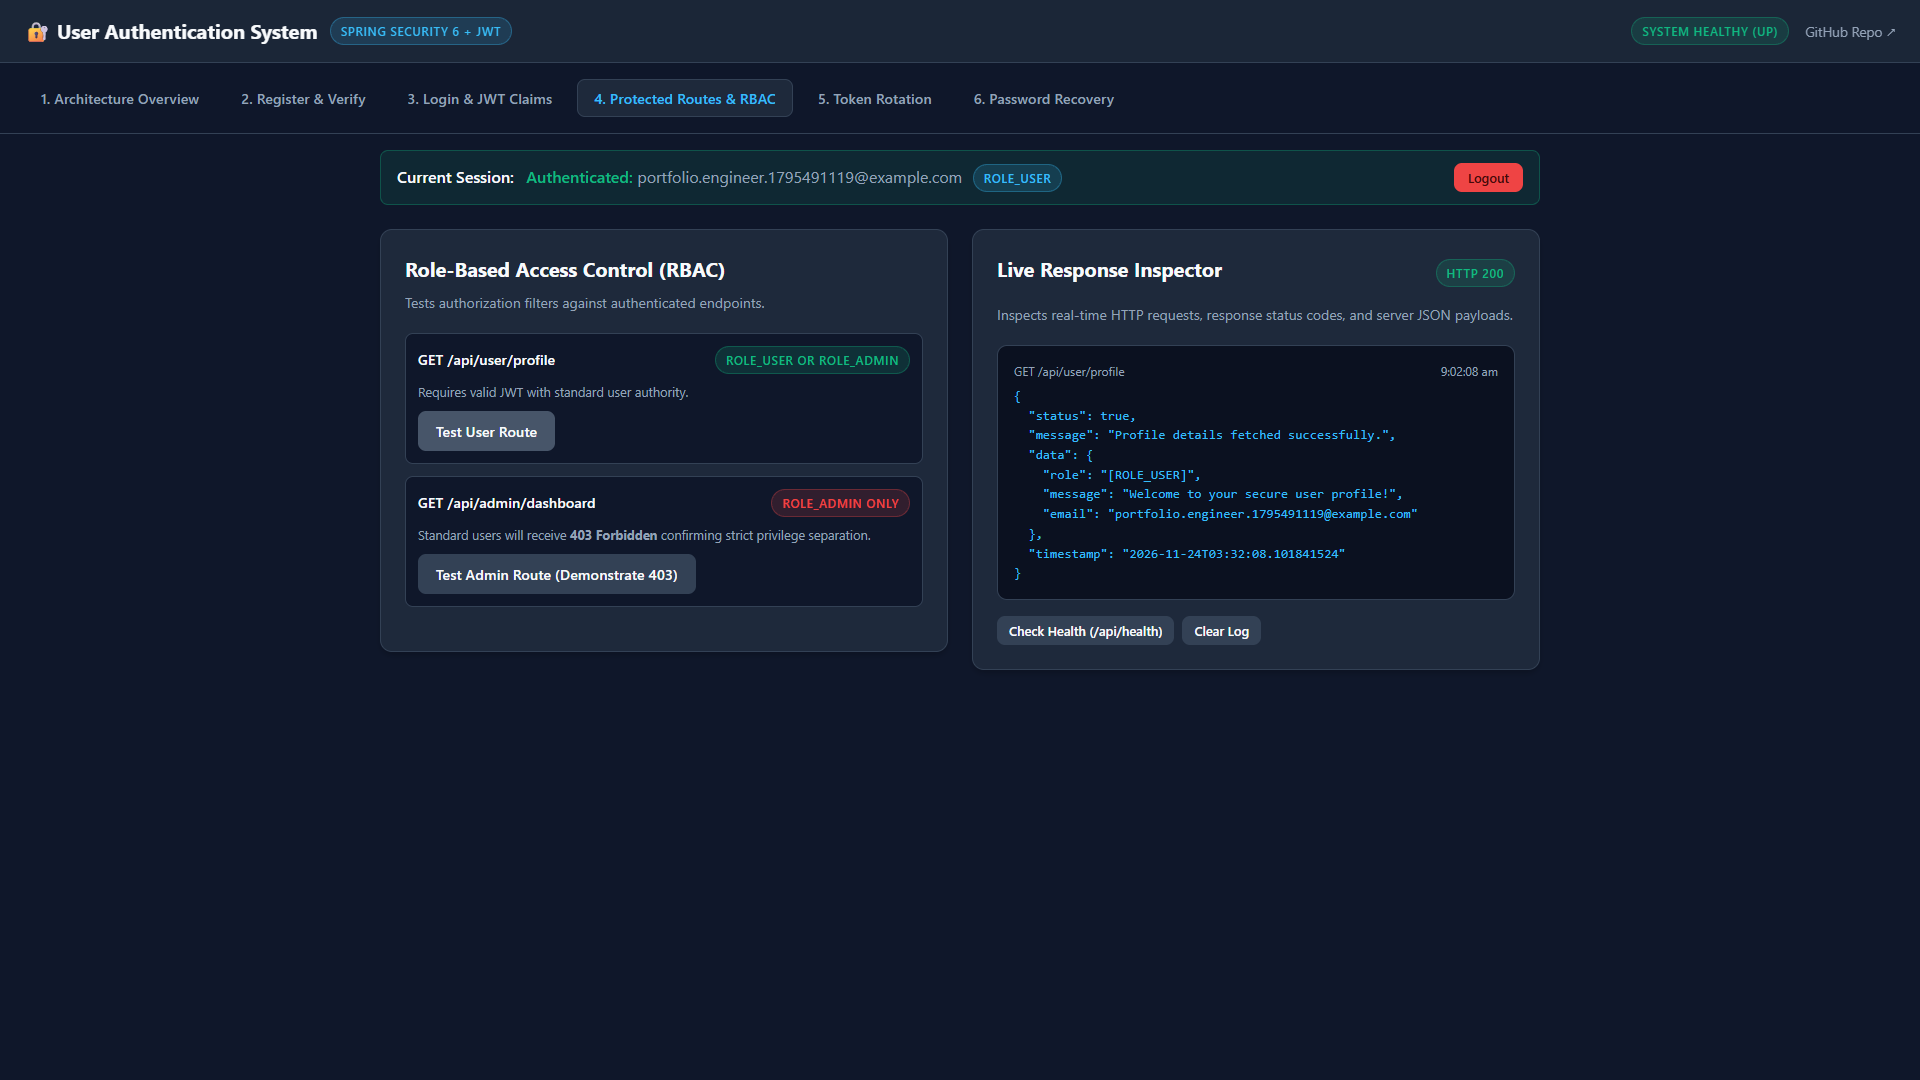 User Authentication System
SPRING SECURITY 6 + JWT
SYSTEM HEALTHY (UP)
GitHub Repo ↗
1. Architecture Overview
2. Register & Verify
3. Login & JWT Claims
4. Protected Routes & RBAC
5. Token Rotation
6. Password Recovery
Current Session: Authenticated: portfolio.engineer.1795491119@example.com ROLE_USER
Logout
Role-Based Access Control (RBAC)
Tests authorization filters against authenticated endpoints.
GET /api/user/profile
ROLE_USER OR ROLE_ADMIN
Requires valid JWT with standard user authority.
Test User Route
GET /api/admin/dashboard
ROLE_ADMIN ONLY
Standard users will receive 403 Forbidden confirming strict privilege separation.
Test Admin Route (Demonstrate 403)
Live Response Inspector
HTTP 200
Inspects real-time HTTP requests, response status codes, and server JSON payloads.
GET /api/user/profile
9:02:08 am
{
  "status": true,
  "message": "Profile details fetched successfully.",
  "data": {
    "role": "[ROLE_USER]",
    "message": "Welcome to your secure user profile!",
    "email": "portfolio.engineer.1795491119@example.com"
  },
  "timestamp": "2026-11-24T03:32:08.101841524"
}
Check Health (/api/health)
Clear Log